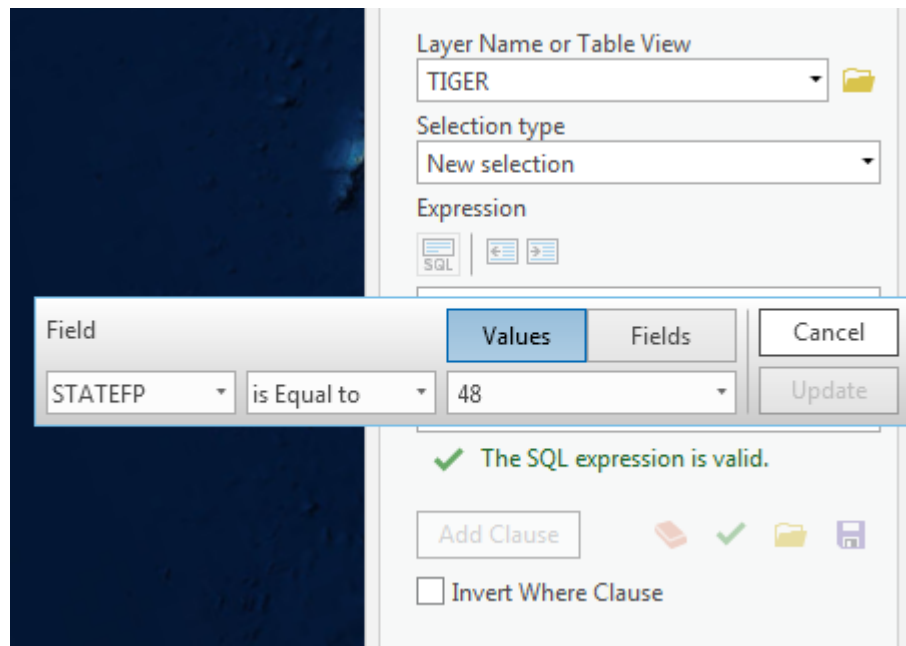 Layer Name or Table View
TIGER
Selection type
New selection
Expression
SQL
Field
Values Fields Cancel
STATEFP is Equal to 48 Update
The SQL expression is valid.
Add Clause
Invert Where Clause